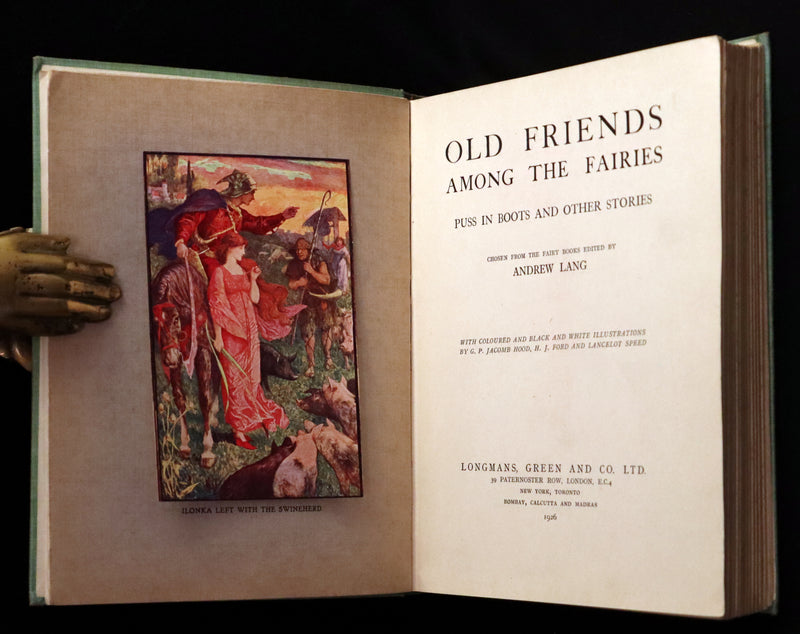 ILONKA LEFT WITH THE SWINEHERD
OLD FRIENDS
AMONG THE FAIRIES
PUSS IN BOOTS AND OTHER STORIES
CHOSEN FROM THE FAIRY BOOKS EDITED BY
ANDREW LANG
WITH COLOURED AND BLACK AND WHITE ILLUSTRATIONS
BY G. P. JACOMB HOOD, H. J. FORD AND LANCELOT SPEED
LONGMANS, GREEN AND CO. LTD.
39 PATERNOSTER ROW, LONDON, E.C.4
NEW YORK, TORONTO
BOMBAY, CALCUTTA AND MADRAS
1926